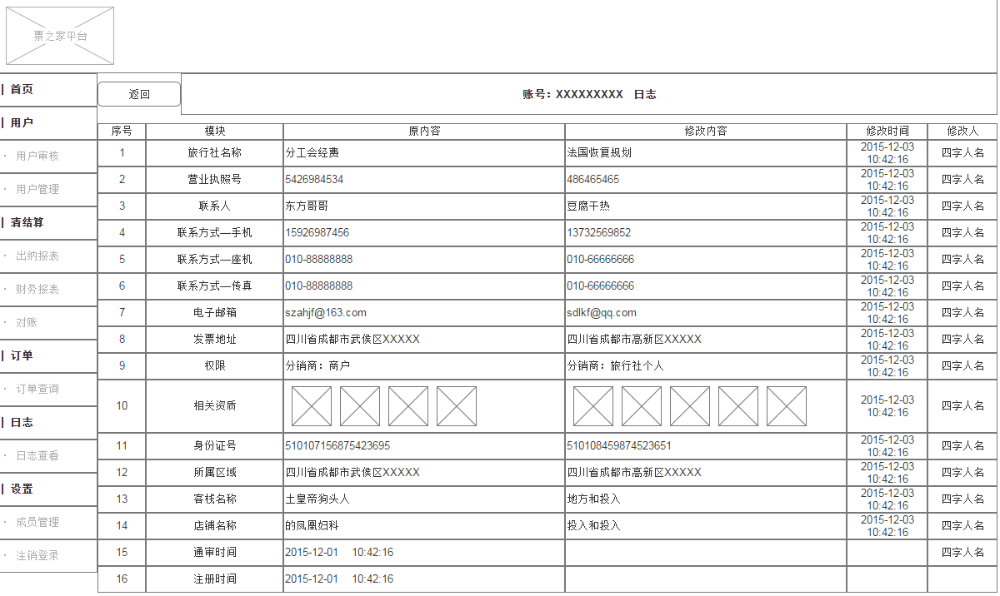 票之家平台
首页
用户
· 用户审核
· 用户管理
清结算
· 出纳报表
· 财务报表
· 对账
订单
· 订单查询
日志
· 日志查看
设置
· 成员管理
· 注销登录
返回
账号：XXXXXXXXX 日志
序号 模块 原内容 修改内容 修改时间 修改人
1 旅行社名称 分工会经费 法国恢复规划 2015-12-03 10:42:16 四字人名
2 营业执照号 5426984534 486465465 2015-12-03 10:42:16 四字人名
3 联系人 东方哥哥 豆腐干热 2015-12-03 10:42:16 四字人名
4 联系方式—手机 15926987456 13732569852 2015-12-03 10:42:16 四字人名
5 联系方式—座机 010-88888888 010-66666666 2015-12-03 10:42:16 四字人名
6 联系方式—传真 010-88888888 010-66666666 2015-12-03 10:42:16 四字人名
7 电子邮箱 szahjf@163.com sdlkf@qq.com 2015-12-03 10:42:16 四字人名
8 发票地址 四川省成都市武侯区XXXXX 四川省成都市高新区XXXXX 2015-12-03 10:42:16 四字人名
9 权限 分销商：商户 分销商：旅行社个人 2015-12-03 10:42:16 四字人名
10 相关资质 2015-12-03 10:42:16 四字人名
11 身份证号 510107156875423695 510108459874523651 2015-12-03 10:42:16 四字人名
12 所属区域 四川省成都市武侯区XXXXX 四川省成都市高新区XXXXX 2015-12-03 10:42:16 四字人名
13 客栈名称 土皇帝狗头人 地方和投入 2015-12-03 10:42:16 四字人名
14 店铺名称 的凤凰妇科 投入和投入 2015-12-03 10:42:16 四字人名
15 通审时间 2015-12-01 10:42:16 四字人名
16 注册时间 2015-12-01 10:42:16